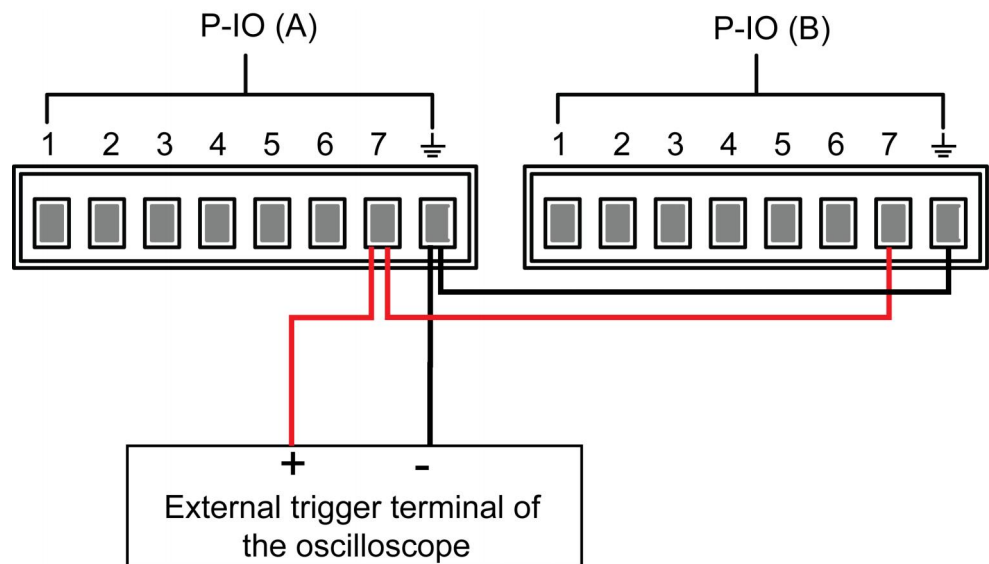 P-IO (A)
P-IO (B)
1 2 3 4 5 6 7
1 2 3 4 5 6 7
+ -
External trigger terminal of
the oscilloscope